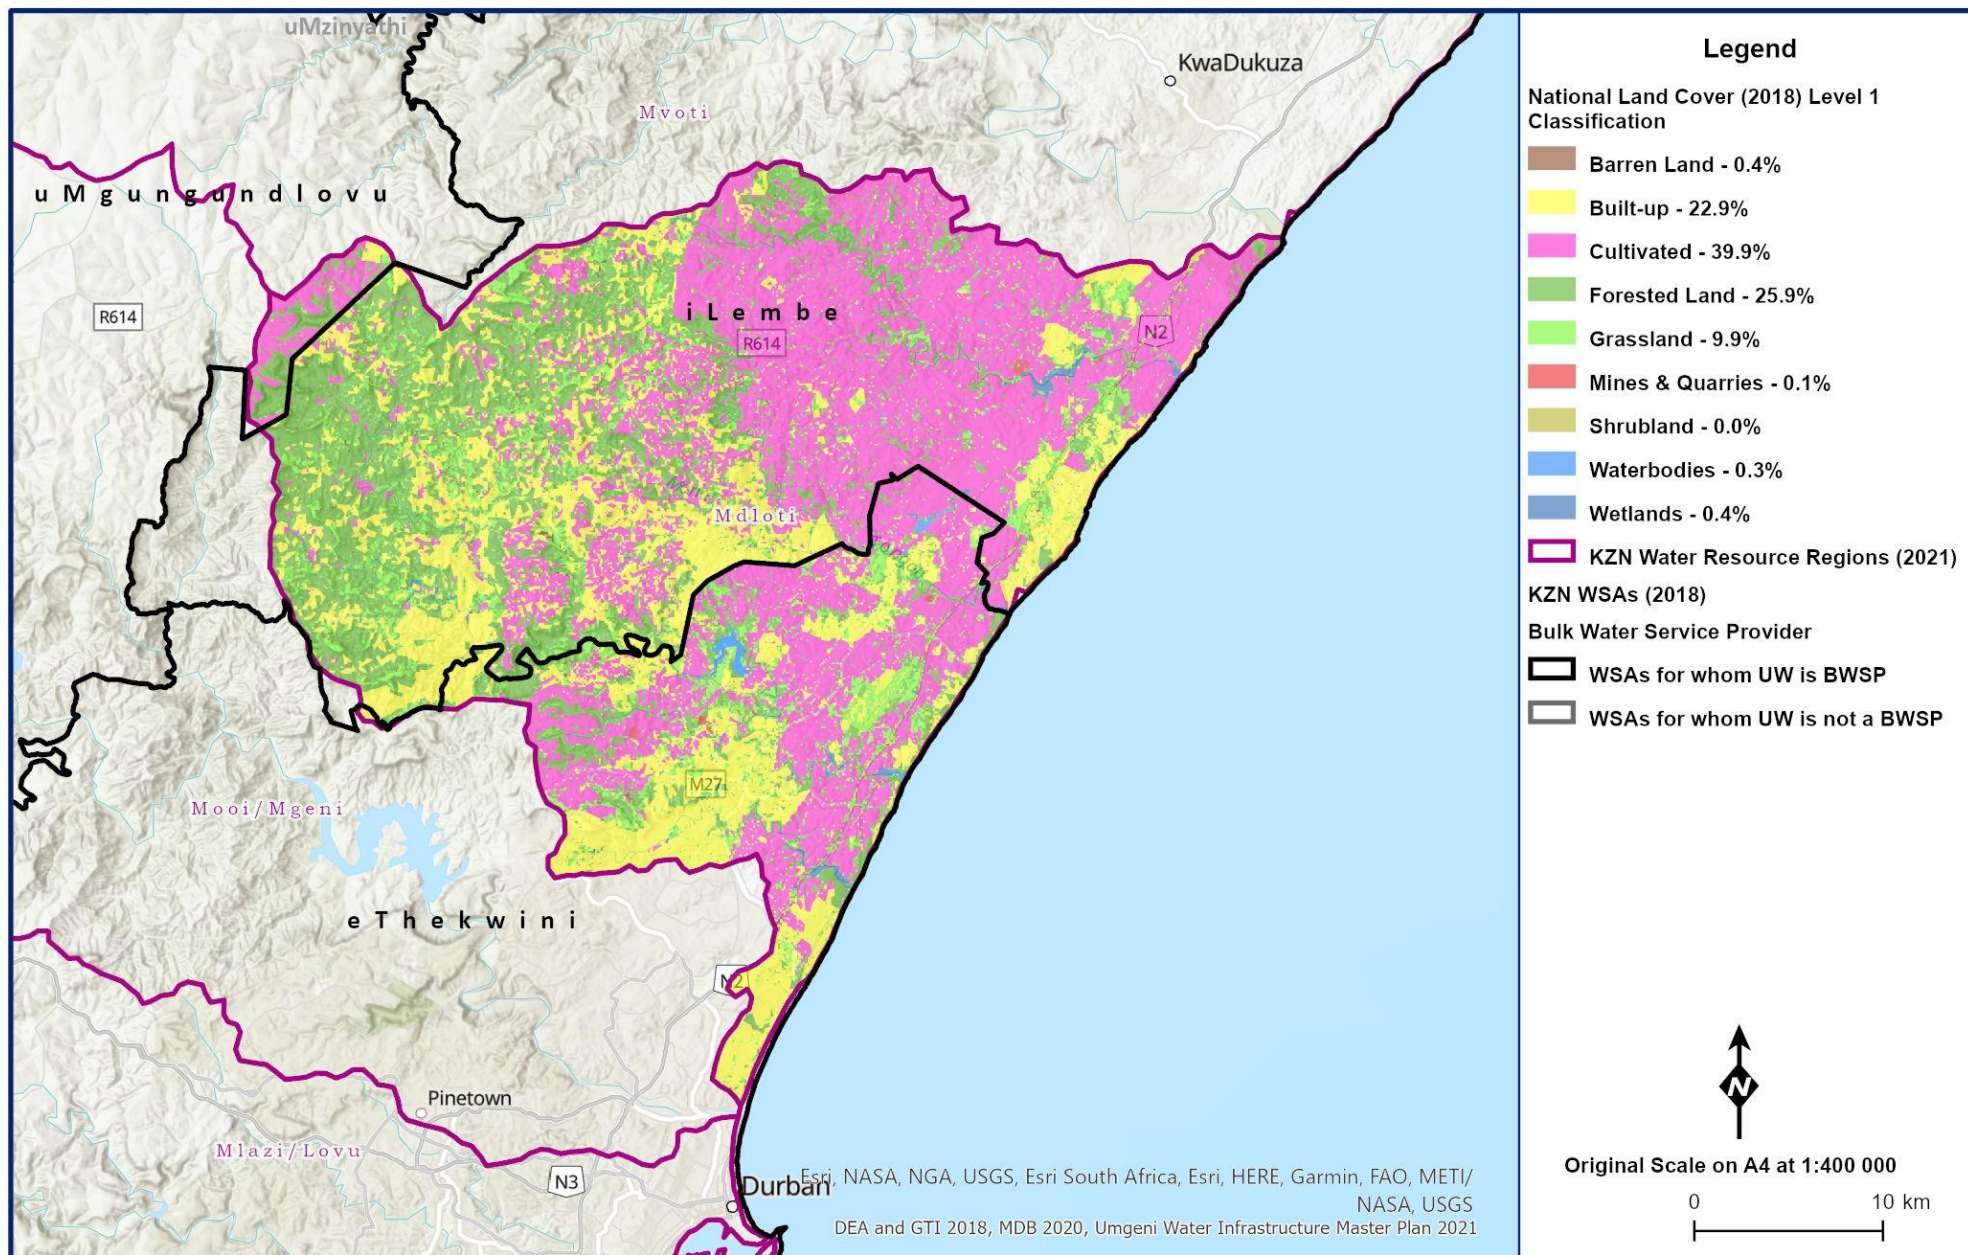 uMzinyathi
KwaDukuza
Mvoti
uMgungundlovu
R614
iLembe
R614
N2
Mdloti
M27
Mooi/Mgeni
eThekwini
N2
Pinetown
Mlazi/Lovu
N3
Durban
Esri, NASA, NGA, USGS, Esri South Africa, Esri, HERE, Garmin, FAO, METI/
NASA, USGS
DEA and GTI 2018, MDB 2020, Umgeni Water Infrastructure Master Plan 2021
Legend
National Land Cover (2018) Level 1
Classification
Barren Land - 0.4%
Built-up - 22.9%
Cultivated - 39.9%
Forested Land - 25.9%
Grassland - 9.9%
Mines & Quarries - 0.1%
Shrubland - 0.0%
Waterbodies - 0.3%
Wetlands - 0.4%
KZN Water Resource Regions (2021)
KZN WSAs (2018)
Bulk Water Service Provider
WSAs for whom UW is BWSP
WSAs for whom UW is not a BWSP
N
Original Scale on A4 at 1:400 000
0 10 km